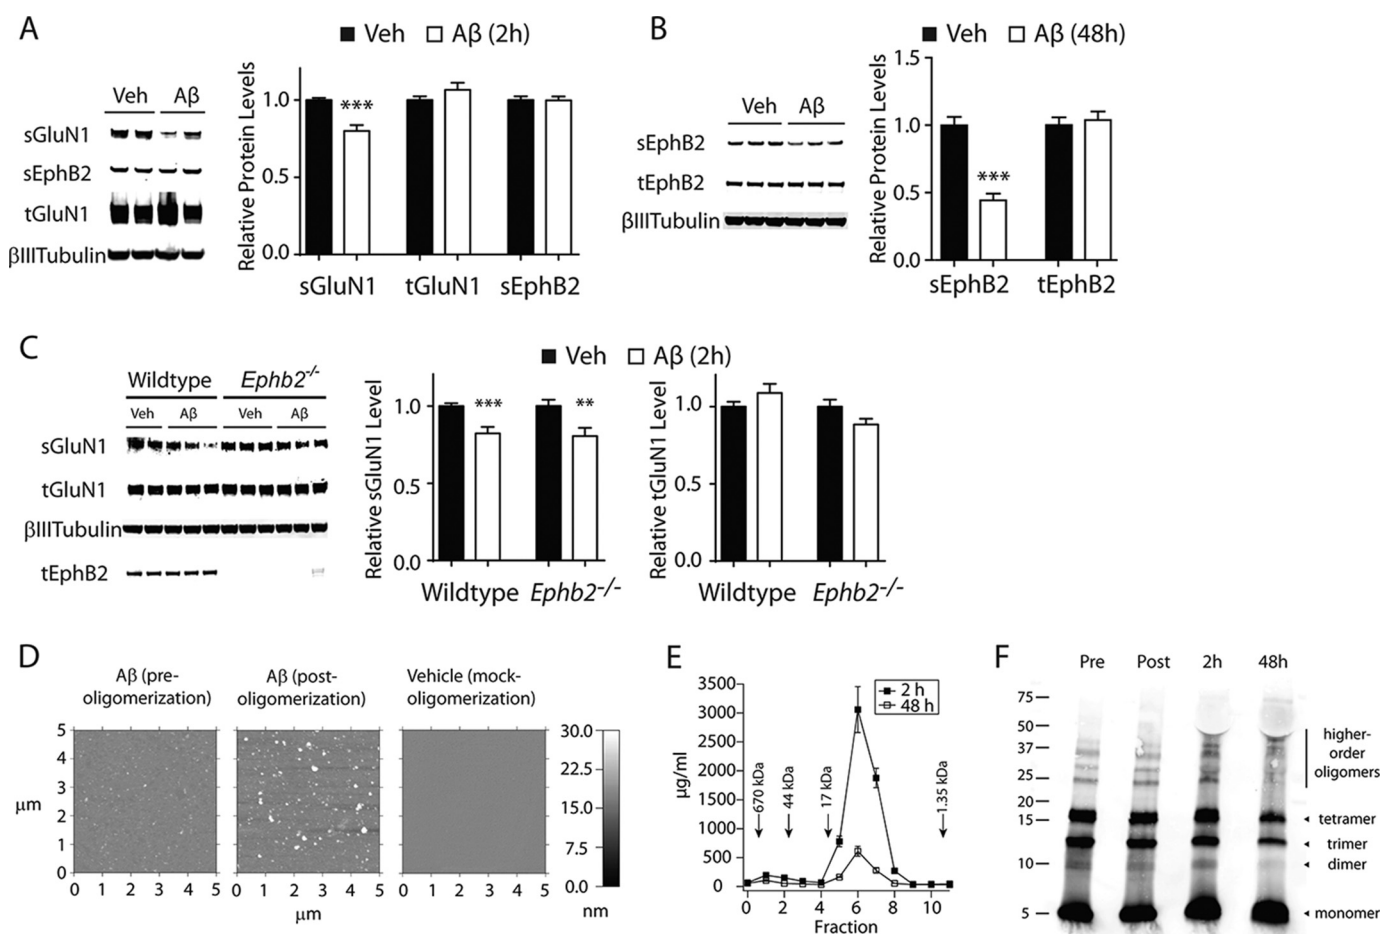 A
■ Veh □ Aβ (2h)
Veh Aβ
sGluN1
sEphB2
tGluN1
βIIITubulin
Relative Protein Levels
1.0
0.5
0.0
***
sGluN1 tGluN1 sEphB2
B
■ Veh □ Aβ (48h)
Veh Aβ
sEphB2
tEphB2
βIIITubulin
Relative Protein Levels
1.5
1.0
0.5
0.0
***
sEphB2 tEphB2
C
■ Veh □ Aβ (2h)
Wildtype Ephb2-/-
Veh Aβ Veh Aβ
sGluN1
tGluN1
βIIITubulin
tEphB2
Relative sGluN1 Level
1.0
0.5
0.0
*** **
Wildtype Ephb2-/-
Relative tGluN1 Level
1.0
0.5
0.0
Wildtype Ephb2-/-
D
Aβ (pre-
oligomerization)
Aβ (post-
oligomerization)
Vehicle (mock-
oligomerization)
μm
5
4
3
2
1
0
0 1 2 3 4 5
0 1 2 3 4 5
0 1 2 3 4 5
μm
30.0
15.0
7.5
0.0
nm
E
μg/ml
3500
3000
2500
2000
1500
1000
500
0
2 h
48 h
670 kDa
44 kDa
17 kDa
1.35 kDa
0 2 4 6 8 10
Fraction
F
Pre Post 2h 48h
75
50
37
25
20
15
10
5
higher-
order
oligomers
tetramer
trimer
dimer
monomer